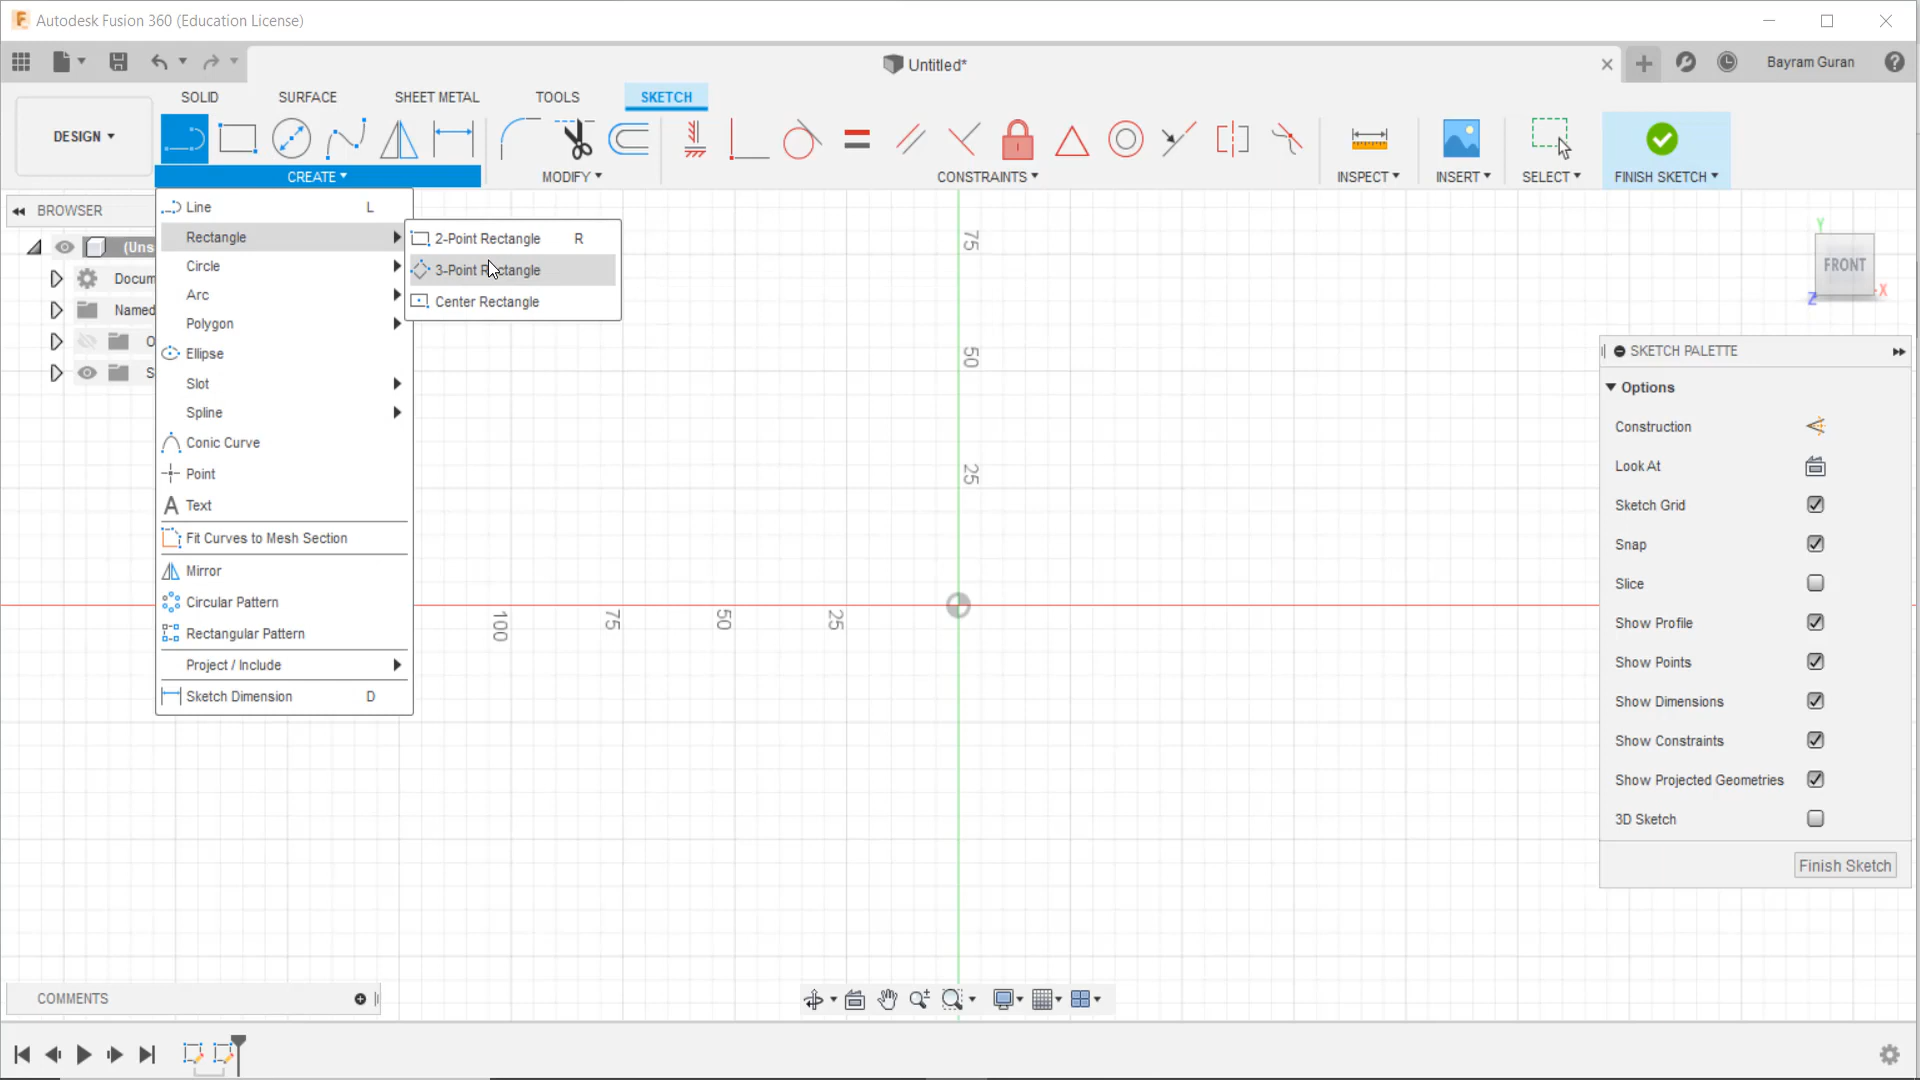 Autodesk Fusion 360 (Education License)
Untitled*
Bayram Guran
SOLID SURFACE SHEET METAL TOOLS SKETCH
DESIGN
CREATE MODIFY CONSTRAINTS INSPECT INSERT SELECT FINISH SKETCH
BROWSER
(Uns
Docum
Named
O
S
Line L
Rectangle
Circle
Arc
Polygon
Ellipse
Slot
Spline
Conic Curve
Point
A Text
Fit Curves to Mesh Section
Mirror
Circular Pattern
Rectangular Pattern
Project / Include
Sketch Dimension D
2-Point Rectangle R
3-Point Rectangle
Center Rectangle
75
50
25
100
75
50
25
Y
FRONT
X
Z
SKETCH PALETTE
Options
Construction
Look At
Sketch Grid
Snap
Slice
Show Profile
Show Points
Show Dimensions
Show Constraints
Show Projected Geometries
3D Sketch
Finish Sketch
COMMENTS